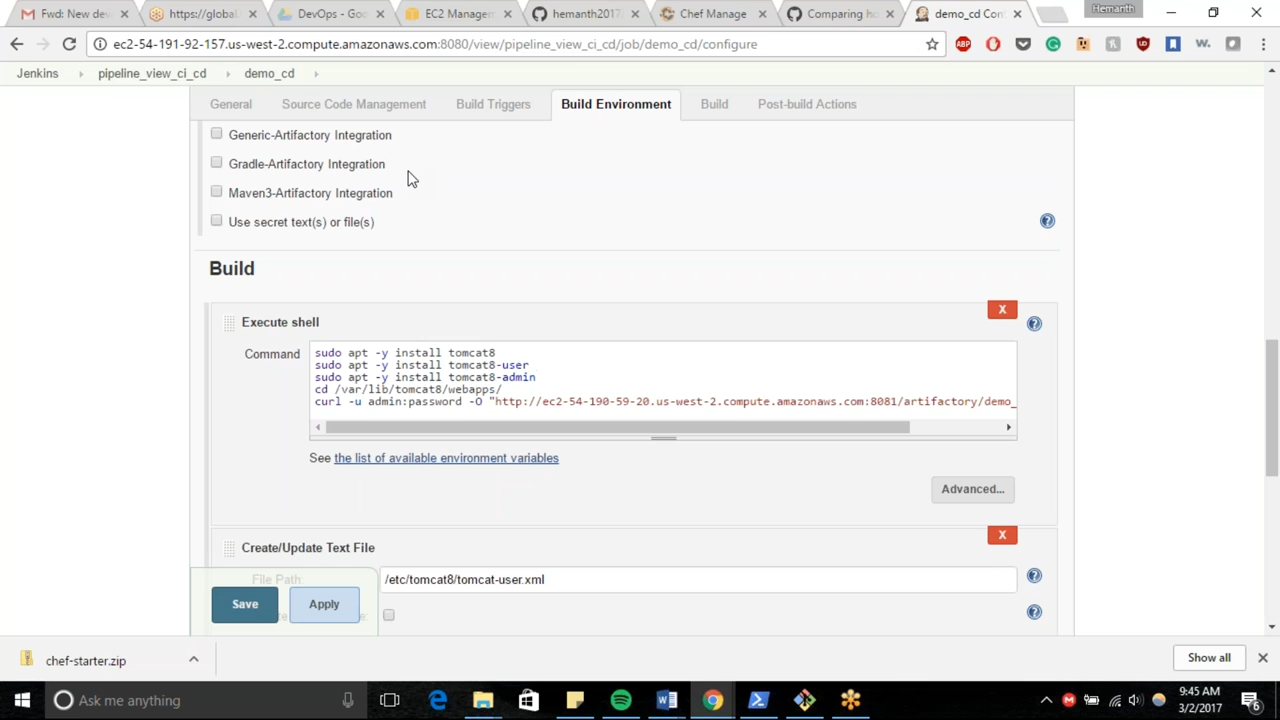 Fwd: New de
https://global.
DevOps - Goo
EC2 Managem
hemanth2017
Chef Manage
Comparing ho
demo_cd Con
Hemanth
ec2-54-191-92-157.us-west-2.compute.amazonaws.com:8080/view/pipeline_view_ci_cd/job/demo_cd/configure
ABP
Jenkins
pipeline_view_ci_cd
demo_cd
General
Source Code Management
Build Triggers
Build Environment
Build
Post-build Actions
Generic-Artifactory Integration
Gradle-Artifactory Integration
Maven3-Artifactory Integration
Use secret text(s) or file(s)
Build
X
Execute shell
Command
sudo apt -y install tomcat8
sudo apt -y install tomcat8-user
sudo apt -y install tomcat8-admin
cd /var/lib/tomcat8/webapps/
curl -u admin:password -O "http://ec2-54-190-59-20.us-west-2.compute.amazonaws.com:8081/artifactory/demo_
See the list of available environment variables
Advanced...
X
Create/Update Text File
File Path:
/etc/tomcat8/tomcat-user.xml
Save
Apply
chef-starter.zip
Show all
Ask me anything
9:45 AM
3/2/2017
6